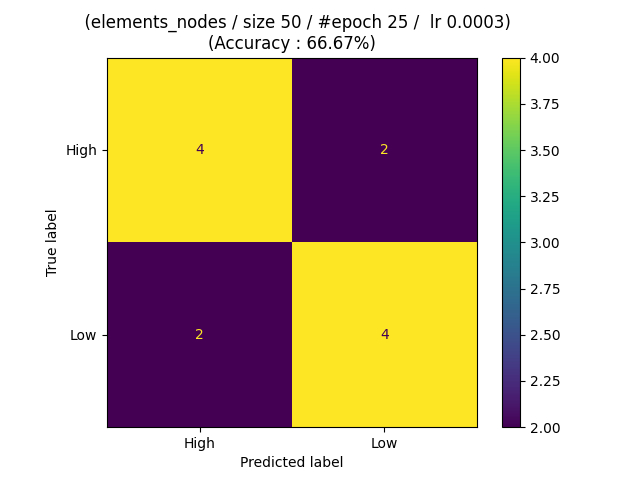 (elements_nodes / size 50 / #epoch 25 /  lr 0.0003)
(Accuracy : 66.67%)
True label
High
Low
4
2
2
4
High
Low
Predicted label
4.00
3.75
3.50
3.25
3.00
2.75
2.50
2.25
2.00